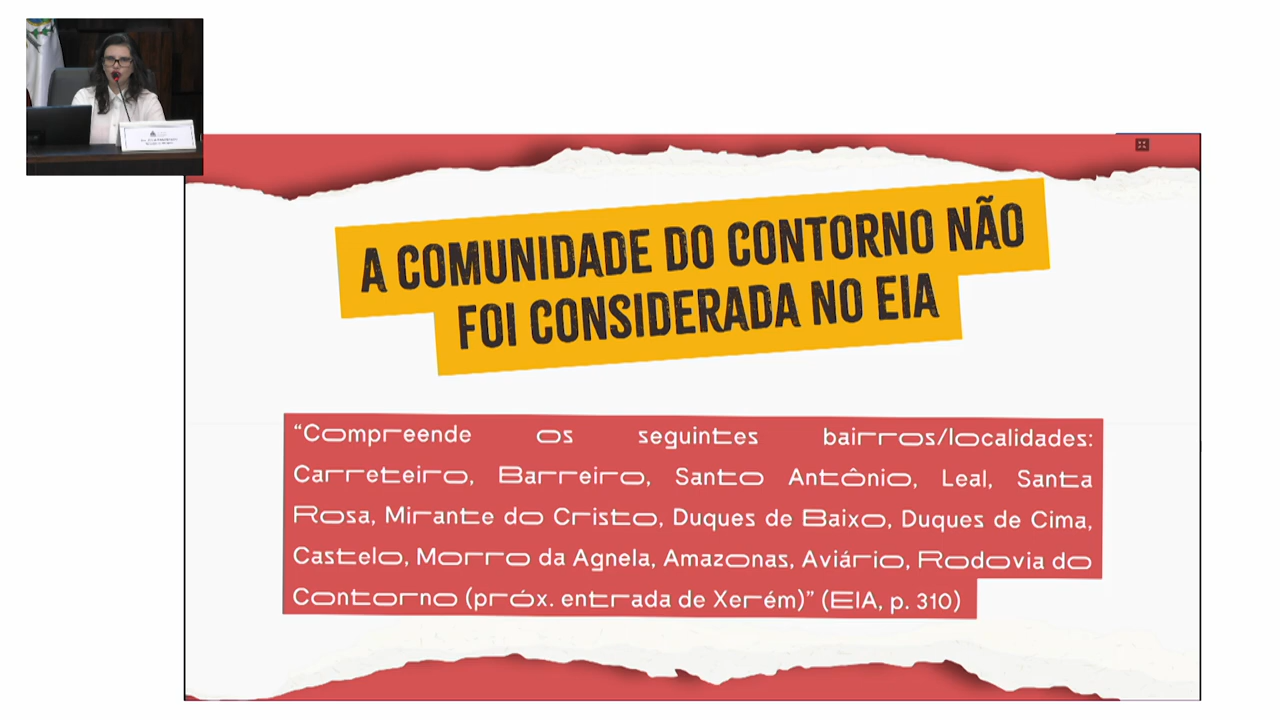 A COMUNIDADE DO CONTORNO NÃO
FOI CONSIDERADA NO EIA
“Compreende os seguintes bairros/localidades:
Carreteiro, Barreiro, Santo Antônio, Leal, Santa
Rosa, Mirante do Cristo, Duques de Baixo, Duques de Cima,
Castelo, Morro da Agnela, Amazonas, Aviário, Rodovia do
Contorno (próx. entrada de Xerém)” (EIA, p. 310)